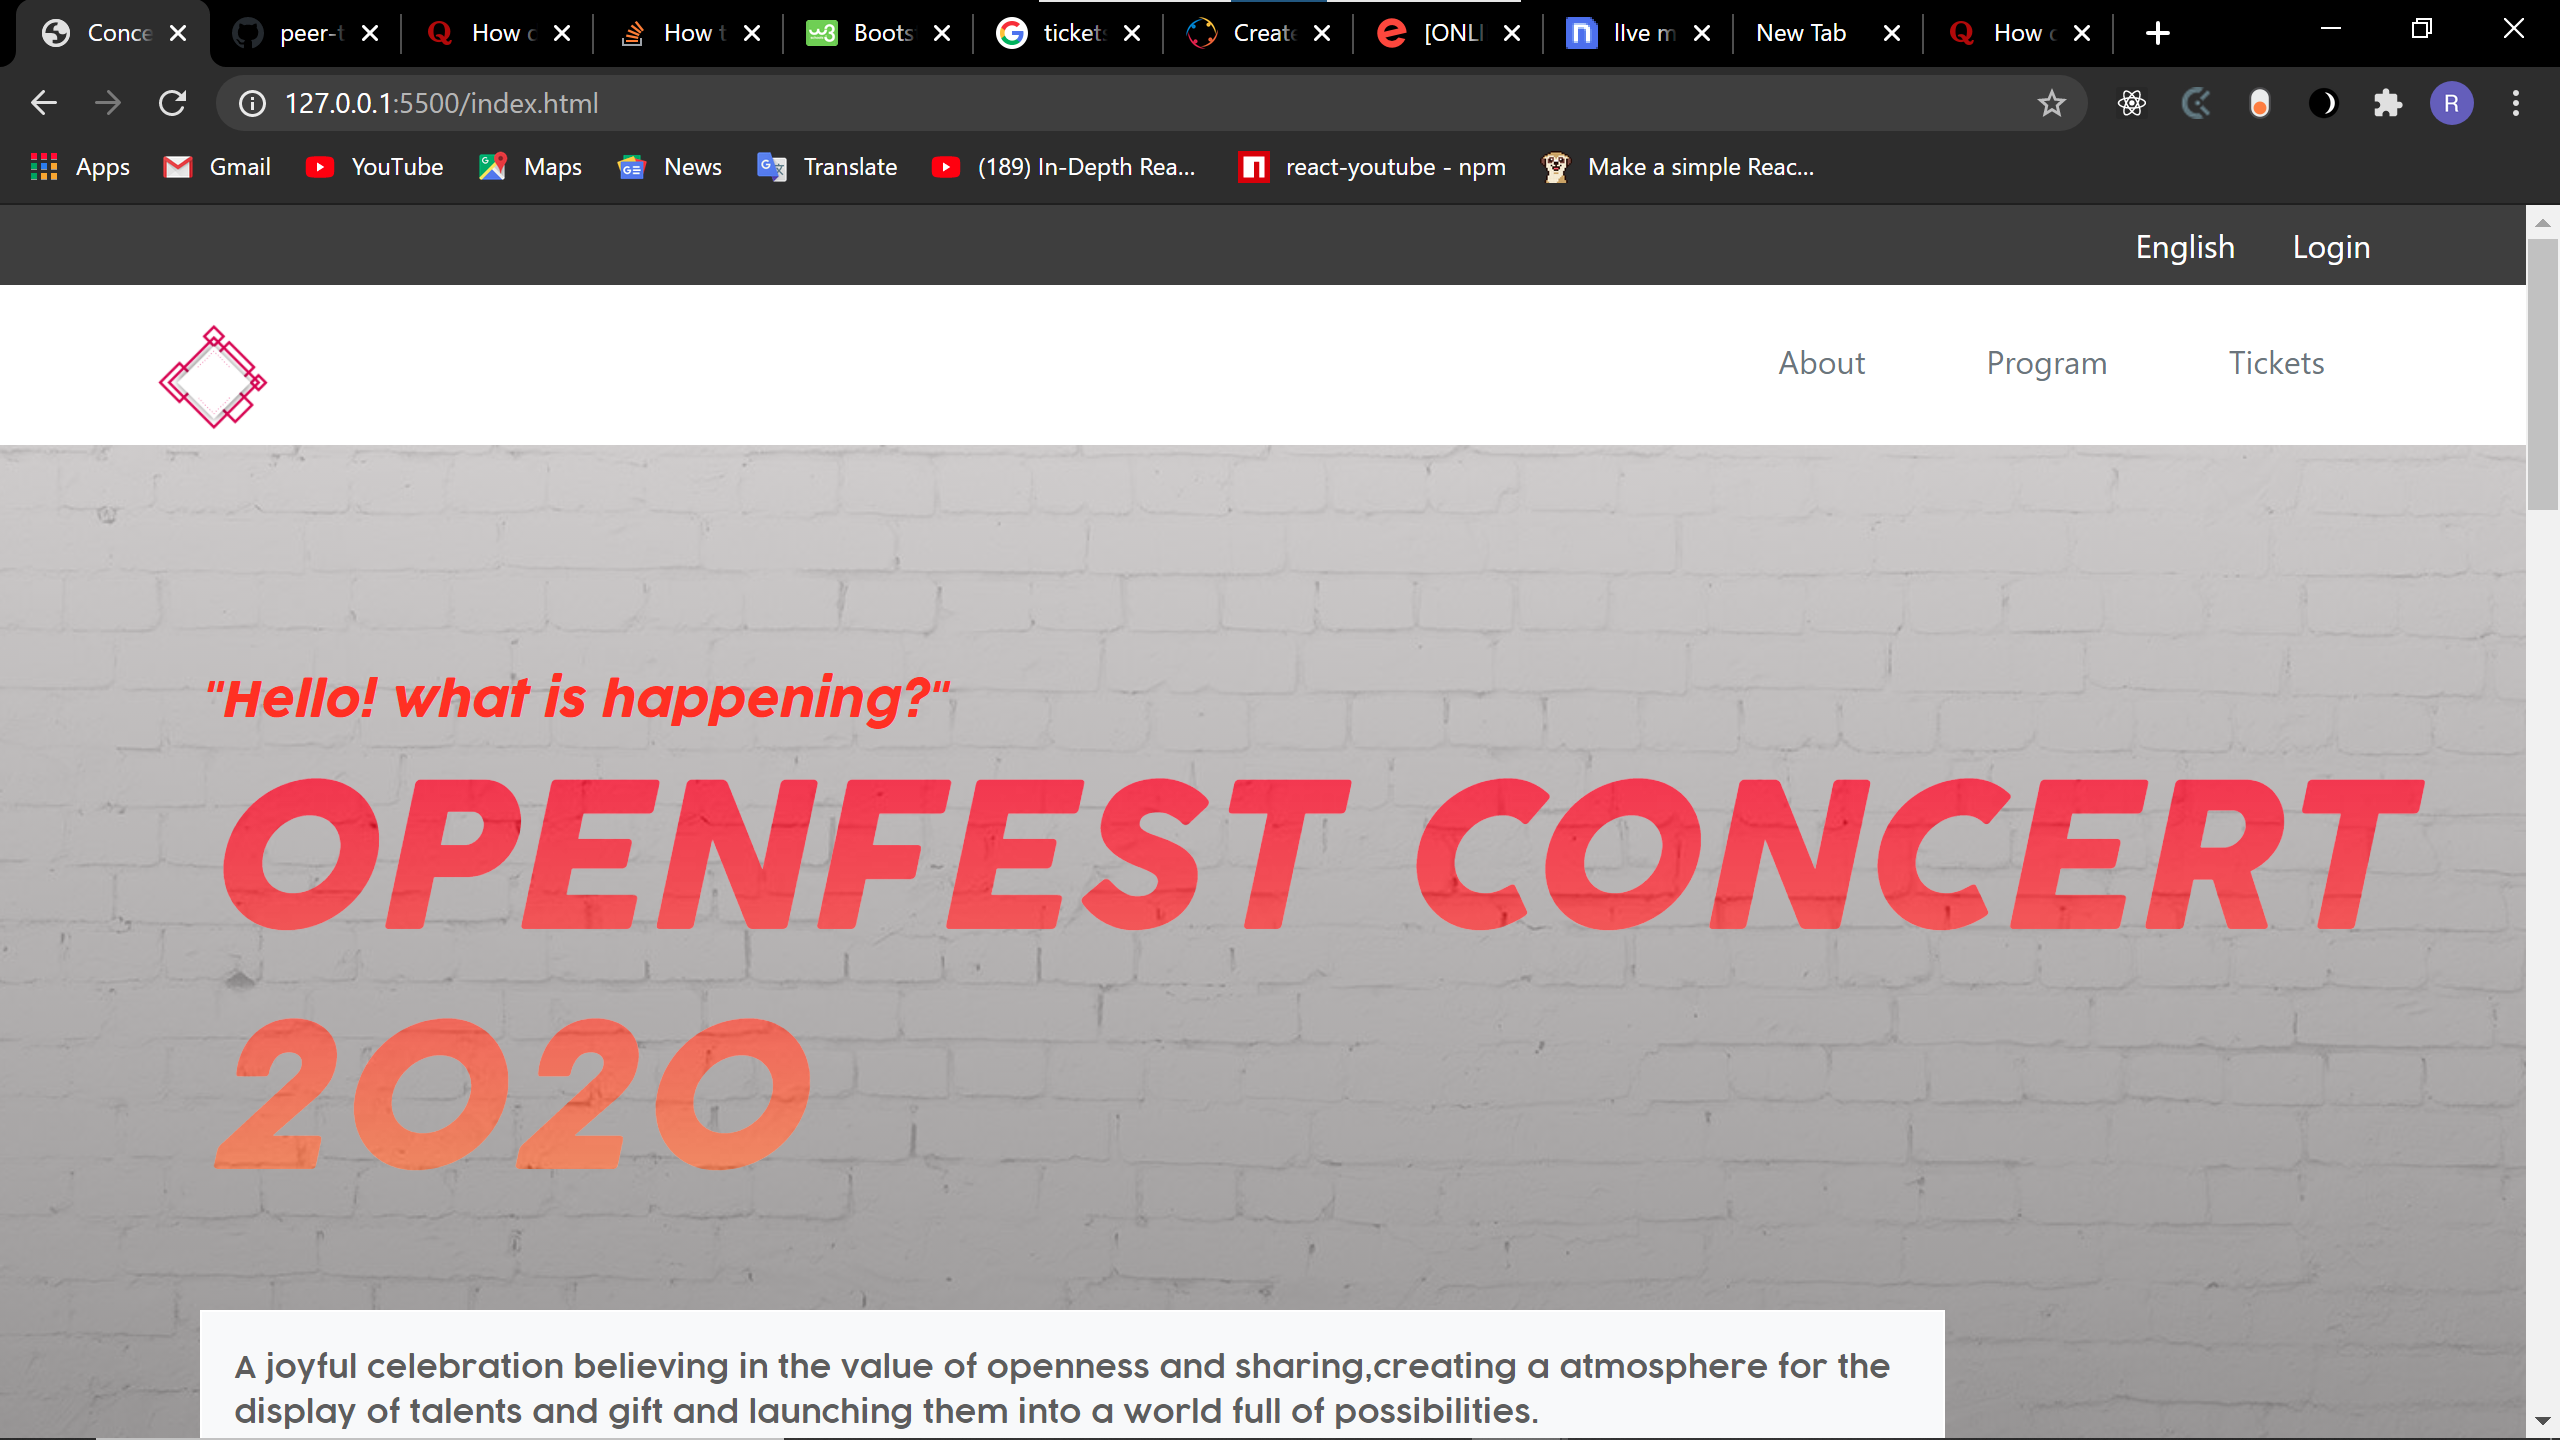 Conce
peer-t
How
How t
Boots
tickets
Create
[ONLI
New Tab
How
127.0.0.1:5500/index.html
R
Apps
Gmail
YouTube
Maps
News
Translate
(189) In-Depth Rea...
react-youtube - npm
Make a simple Reac...
English
Login
About
Program
Tickets
"Hello! what is happening?"
OPENFEST CONCERT
2020
A joyful celebration believing in the value of openness and sharing,creating a atmosphere for the
display of talents and gift and launching them into a world full of possibilities.